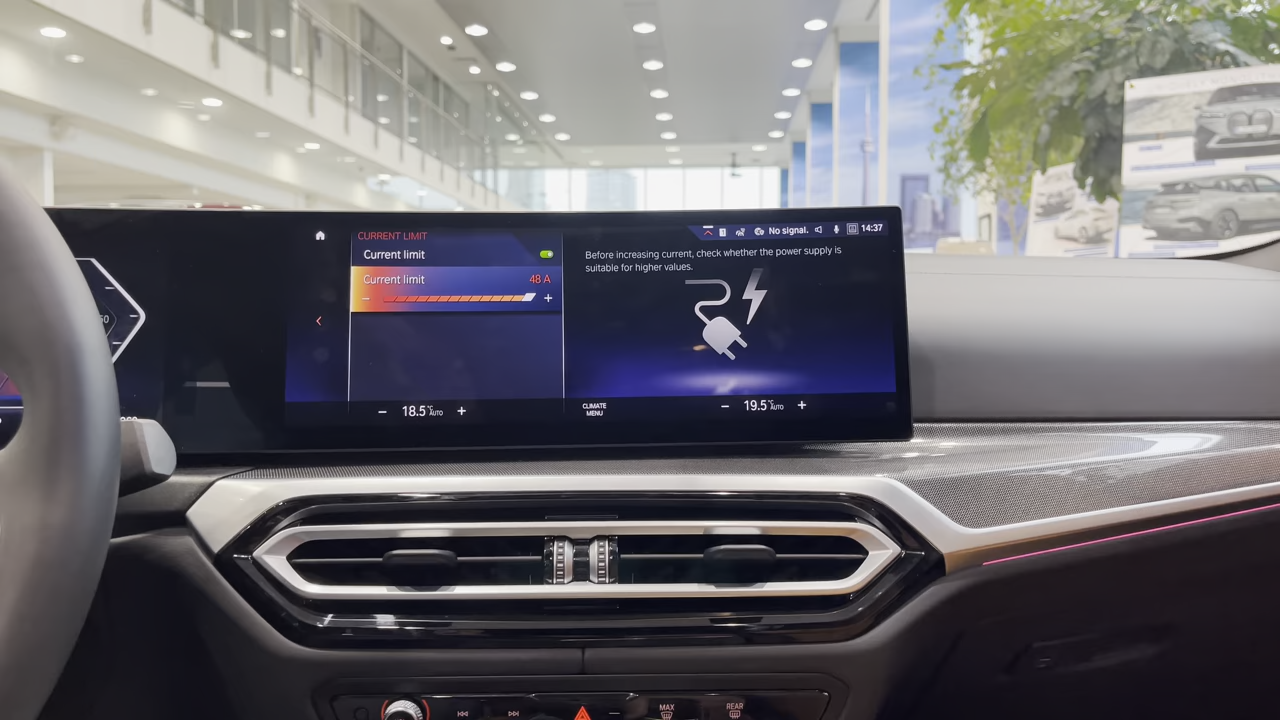 CURRENT LIMIT
Current limit
Current limit
48 A
No signal.
14:37
Before increasing current, check whether the power supply is
suitable for higher values.
− 18.5°C AUTO +
CLIMATE
MENU
− 19.5°C AUTO +
MAX
REAR